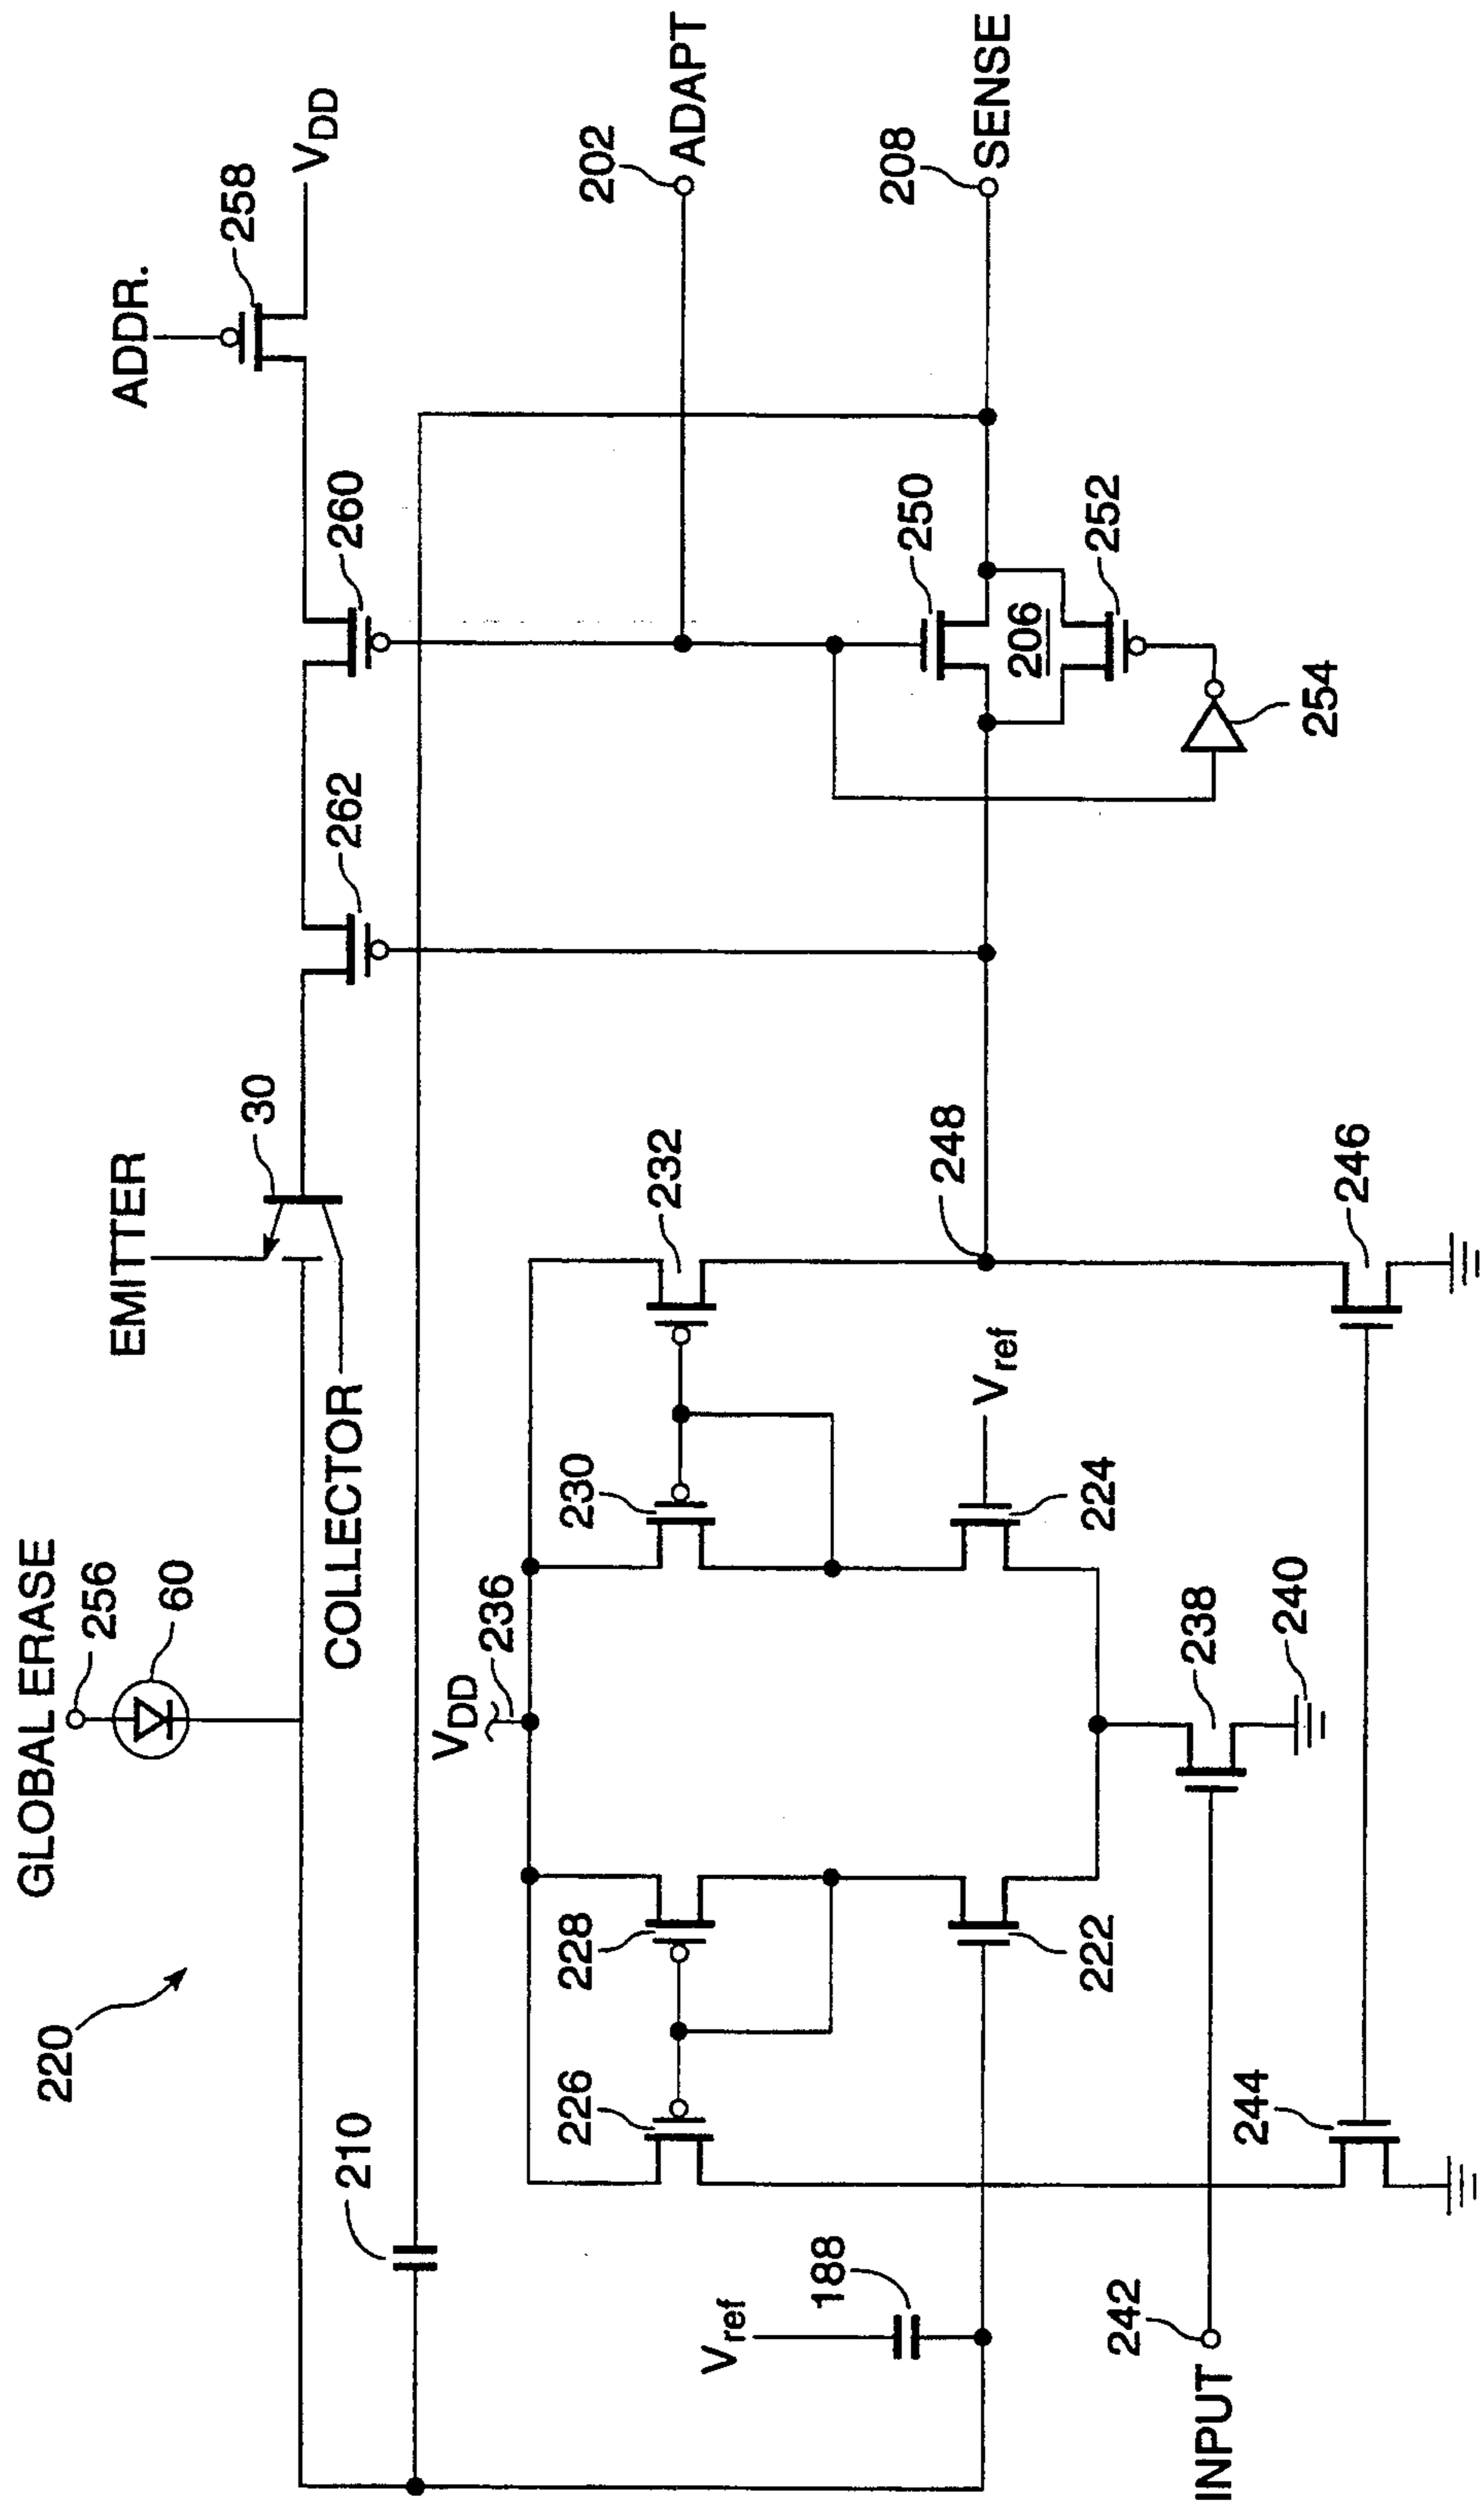 220
GLOBAL ERASE
256
60
EMITTER
30
COLLECTOR
ADDR.
258
VDD
262
260
210
VDD
236
226
228
230
232
202
ADAPT
Vref
188
222
224
Vref
248
250
206
252
254
208
SENSE
INPUT
242
238
240
244
246